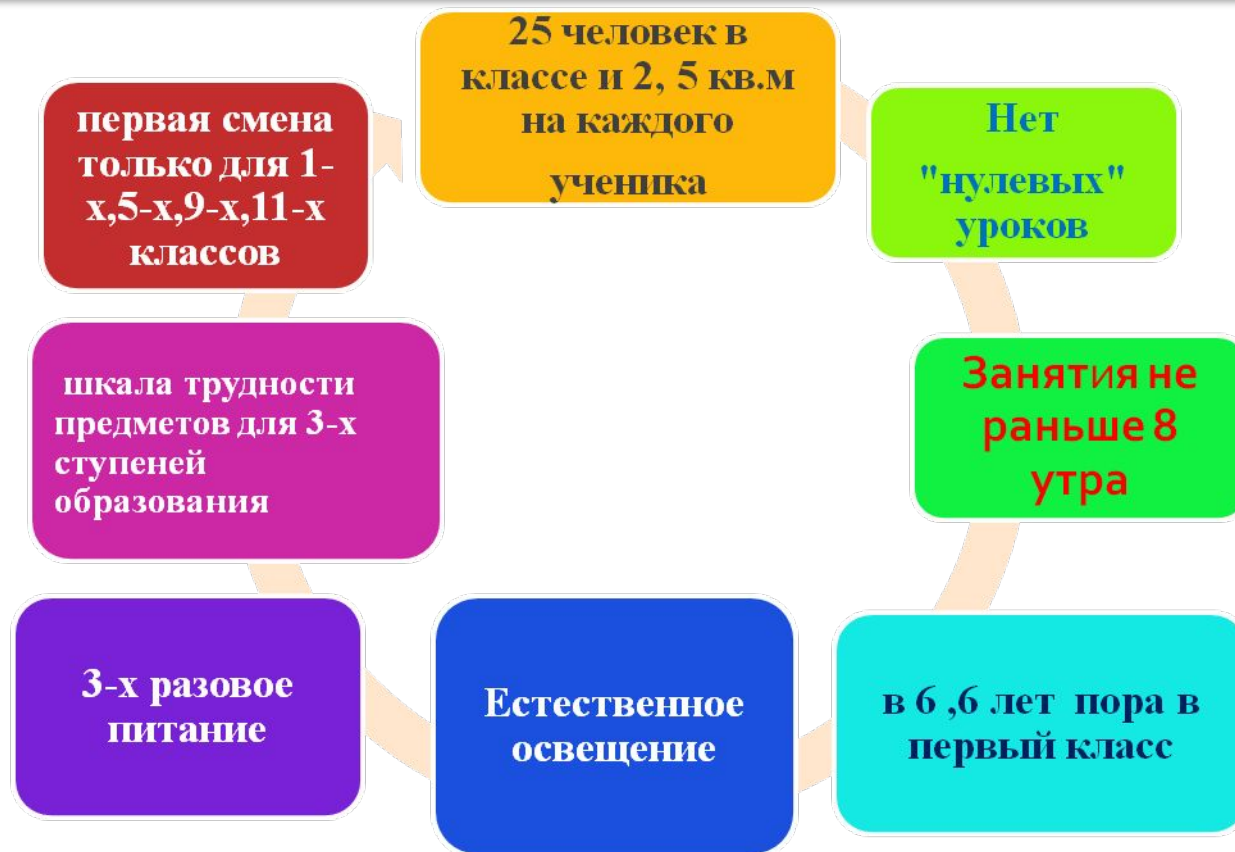 25 человек в
классе и 2, 5 кв.м
на каждого
ученика
Нет
"нулевых"
уроков
Занятия не
раньше 8
утра
в 6 ,6 лет пора в
первый класс
Естественное
освещение
3-х разовое
питание
шкала трудности
предметов для 3-х
ступеней
образования
первая смена
только для 1-
х,5-х,9-х,11-х
классов